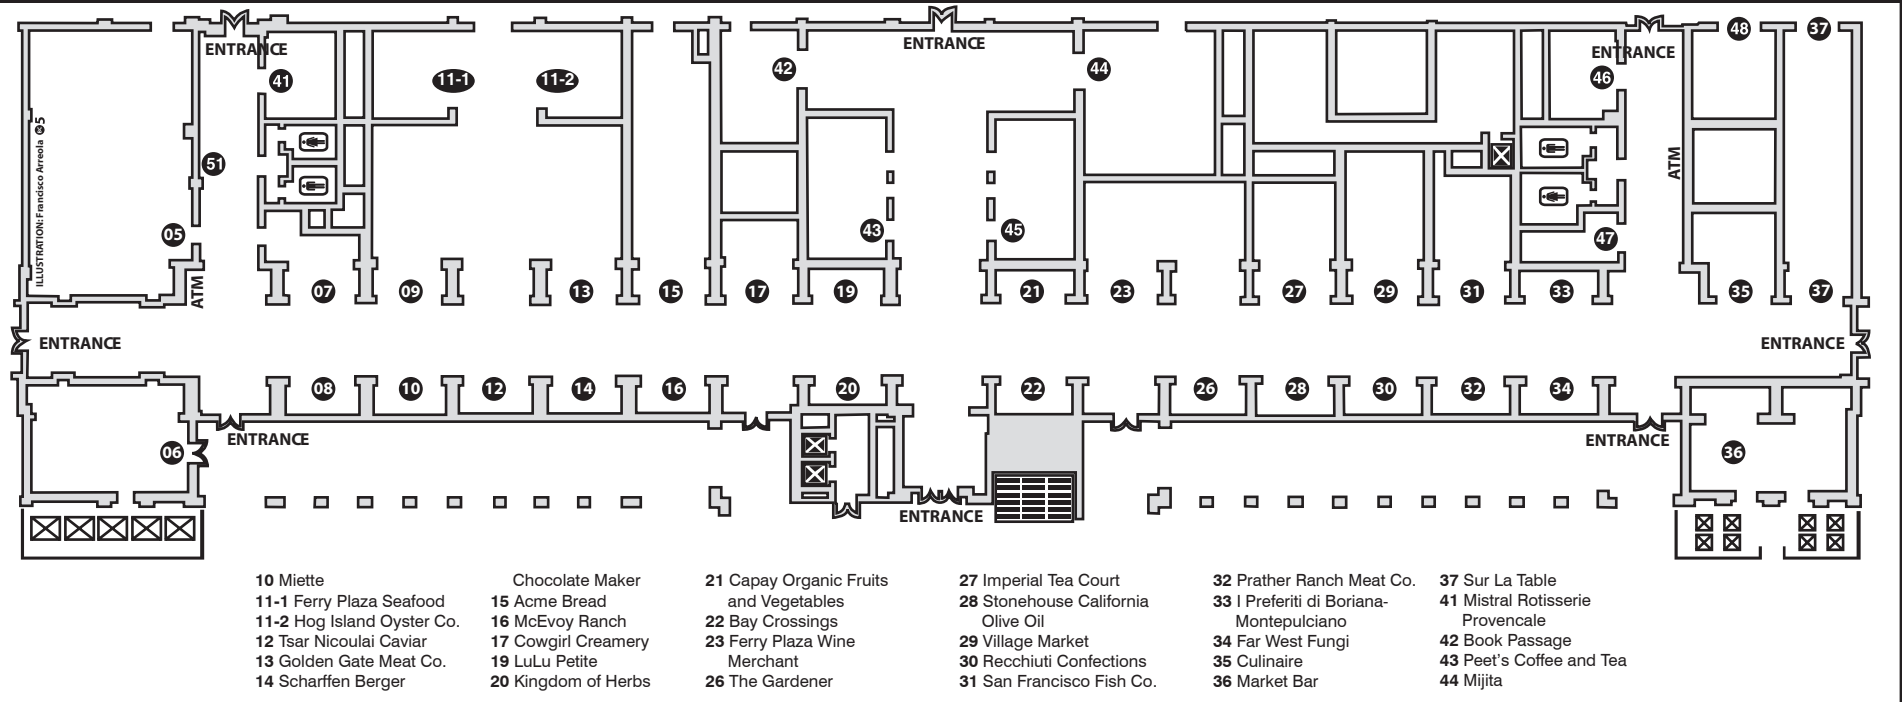 ENTRANCE
ENTRANCE
ENTRANCE
48
37
41
11-1
11-2
42
44
46
ILLUSTRATION: Francisco Arreola
5
51
ATM
05
43
45
47
ATM
07
09
13
15
17
19
21
23
27
29
31
33
35
37
ENTRANCE
ENTRANCE
08
10
12
14
16
20
22
26
28
30
32
34
ENTRANCE
ENTRANCE
06
36
ENTRANCE
10 Miette
11-1 Ferry Plaza Seafood
11-2 Hog Island Oyster Co.
12 Tsar Nicoulai Caviar
13 Golden Gate Meat Co.
14 Scharffen Berger
Chocolate Maker
15 Acme Bread
16 McEvoy Ranch
17 Cowgirl Creamery
19 LuLu Petite
20 Kingdom of Herbs
21 Capay Organic Fruits
and Vegetables
22 Bay Crossings
23 Ferry Plaza Wine
Merchant
26 The Gardener
27 Imperial Tea Court
28 Stonehouse California
Olive Oil
29 Village Market
30 Recchiuti Confections
31 San Francisco Fish Co.
32 Prather Ranch Meat Co.
33 I Preferiti di Boriana-
Montepulciano
34 Far West Fungi
35 Culinaire
36 Market Bar
37 Sur La Table
41 Mistral Rotisserie
Provencale
42 Book Passage
43 Peet's Coffee and Tea
44 Mijita